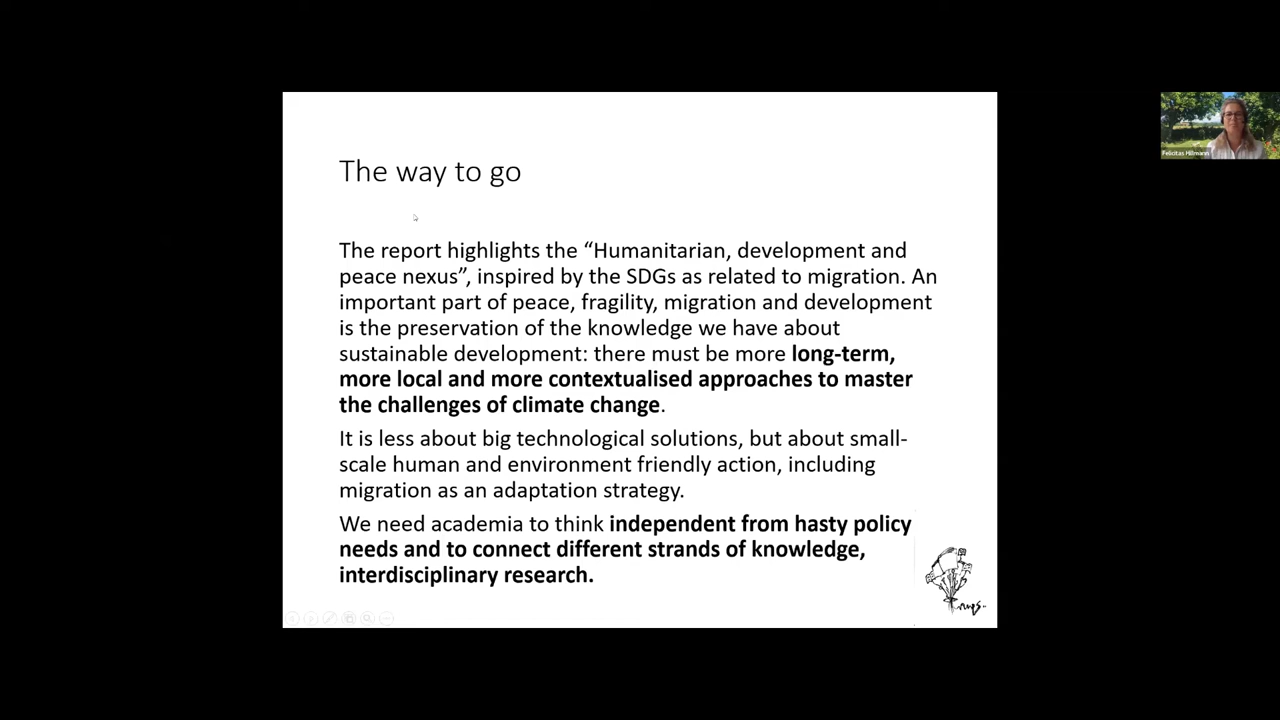 The way to go
The report highlights the “Humanitarian, development and
peace nexus”, inspired by the SDGs as related to migration. An
important part of peace, fragility, migration and development
is the preservation of the knowledge we have about
sustainable development: there must be more long-term,
more local and more contextualised approaches to master
the challenges of climate change.
It is less about big technological solutions, but about small-
scale human and environment friendly action, including
migration as an adaptation strategy.
We need academia to think independent from hasty policy
needs and to connect different strands of knowledge,
interdisciplinary research.
Felicitas Hillmann